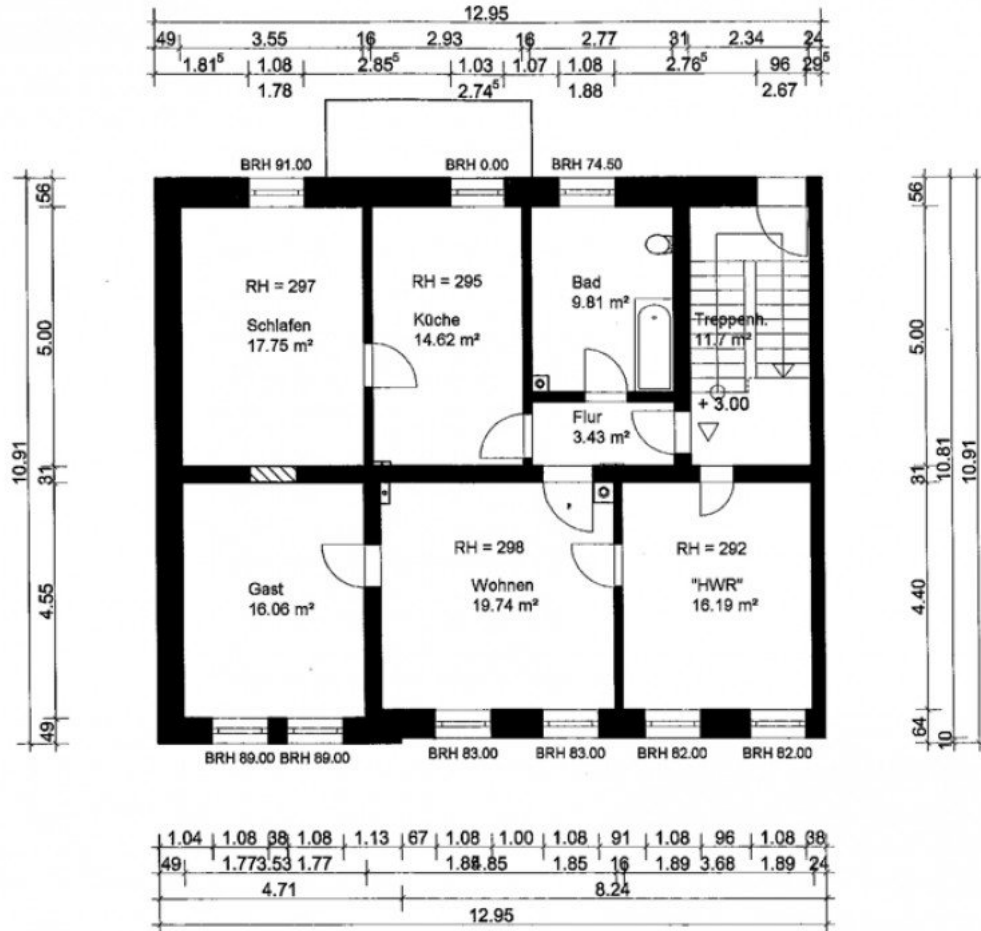 12.95
49 3.55 16 2.93 16 2.77 31 2.34 24
1.81⁵ 1.08 2.85⁵ 1.03 1.07 1.08 2.76⁵ 96 29⁵
1.78 2.74⁵ 1.88 2.67
BRH 91.00 BRH 0.00 BRH 74.50
56
5.00
31
4.55
49
10.91
56
5.00
31
4.40
64
10
10.81
10.91
RH = 297
Schlafen
17.75 m²
RH = 295
Küche
14.62 m²
Bad
9.81 m²
Treppenh.
11.7 m²
+ 3.00
Flur
3.43 m²
Gast
16.06 m²
RH = 298
Wohnen
19.74 m²
RH = 292
"HWR"
16.19 m²
BRH 89.00 BRH 89.00 BRH 83.00 BRH 83.00 BRH 82.00 BRH 82.00
1.04 1.08 38 1.08 1.13 67 1.08 1.00 1.08 91 1.08 96 1.08 38
49 1.77 3.53 1.77 4.85 1.85 16 1.89 3.68 1.89 24
4.71 8.24
12.95